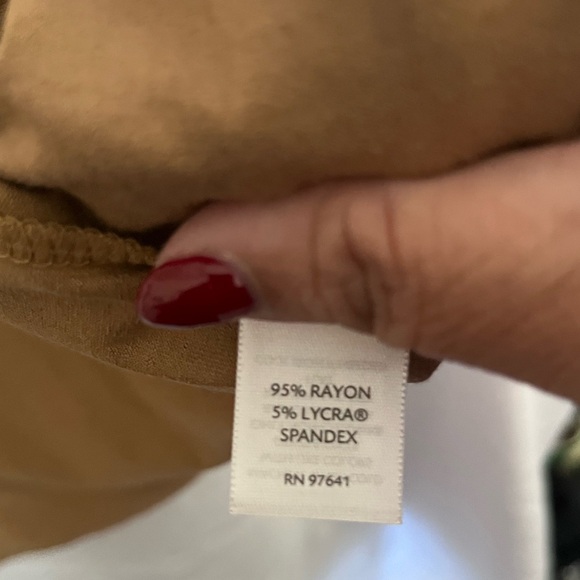 95% RAYON
5% LYCRA®
SPANDEX
RN 97641